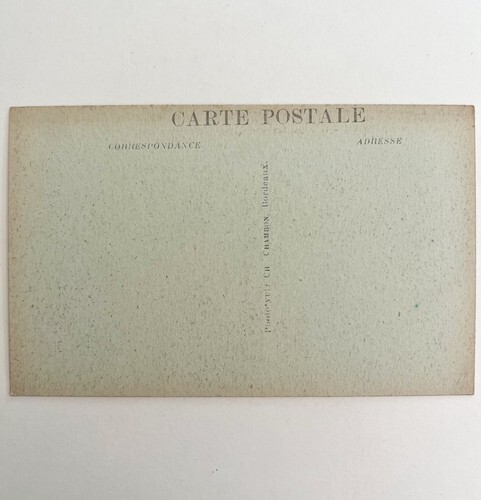 CARTE POSTALE
CORRESPONDANCE
ADRESSE
Phototypie CH. CHAMBON, Bordeaux.